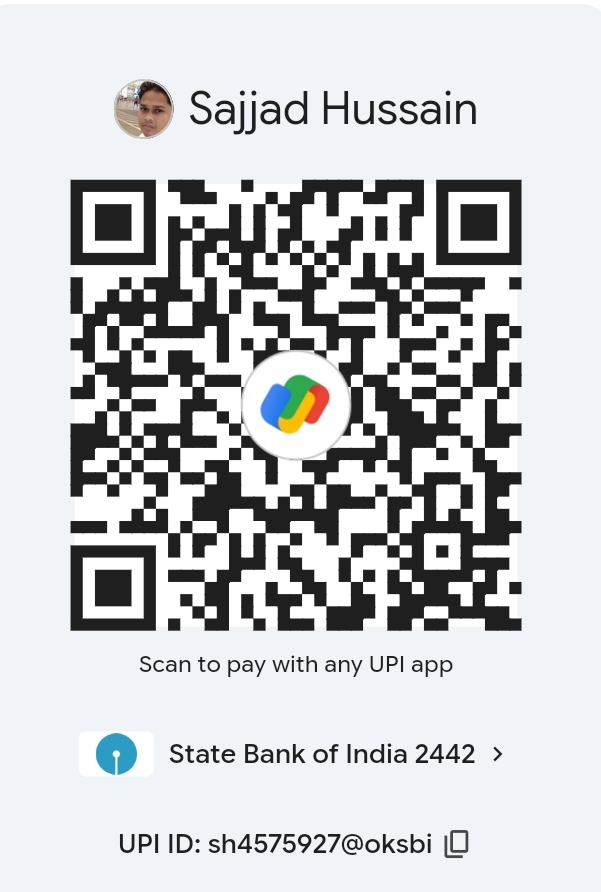 Sajjad Hussain
Scan to pay with any UPI app
State Bank of India 2442
UPI ID: sh4575927@oksbi